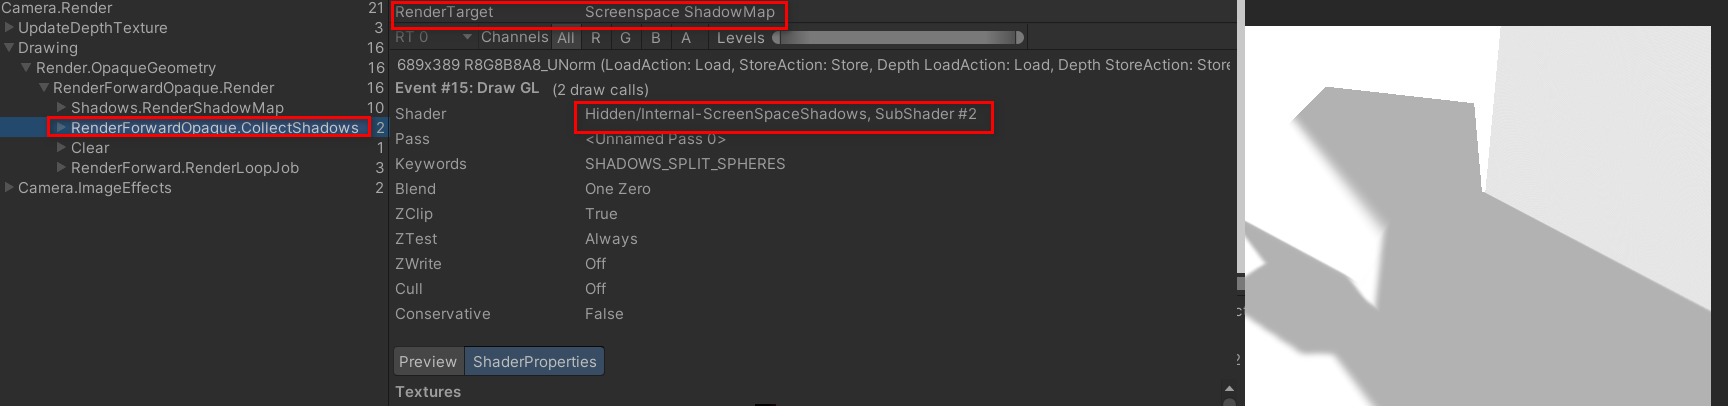 Camera.Render 21
UpdateDepthTexture 3
Drawing 16
Render.OpaqueGeometry 16
RenderForwardOpaque.Render 16
Shadows.RenderShadowMap 10
RenderForwardOpaque.CollectShadows 2
Clear 1
RenderForward.RenderLoopJob 3
Camera.ImageEffects 2
RenderTarget Screenspace ShadowMap
RT 0 Channels All R G B A Levels
689x389 R8G8B8A8_UNorm (LoadAction: Load, StoreAction: Store, Depth LoadAction: Load, Depth StoreAction: Store
Event #15: Draw GL (2 draw calls)
Shader Hidden/Internal-ScreenSpaceShadows, SubShader #2
Pass <Unnamed Pass 0>
Keywords SHADOWS_SPLIT_SPHERES
Blend One Zero
ZClip True
ZTest Always
ZWrite Off
Cull Off
Conservative False
Preview ShaderProperties
Textures